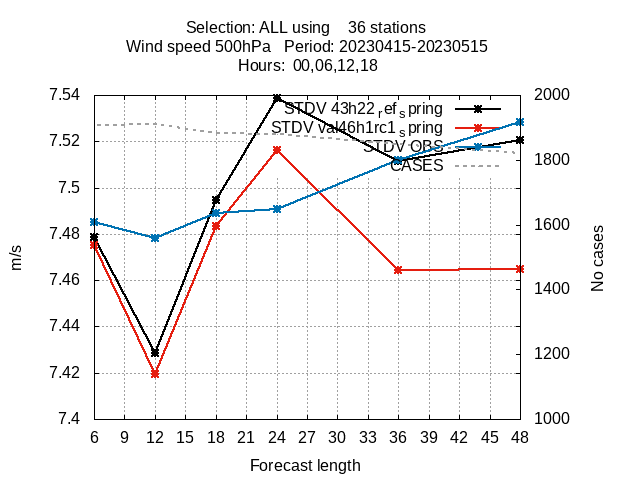 Selection: ALL using 36 stations
Wind speed 500hPa Period: 20230415-20230515
Hours: 00,06,12,18
7.54
7.52
7.5
7.48
7.46
7.44
7.42
7.4
m/s
STDV 43h22refspring
STDV val46h1rc1spring
STDV OBS
CASES
2000
1800
1600
1400
1200
1000
No cases
6 9 12 15 18 21 24 27 30 33 36 39 42 45 48
Forecast length